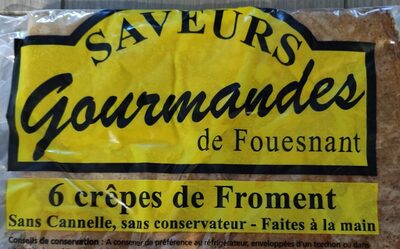 SAVEURS
Gourmandes
de Fouesnant
6 crêpes de Froment
Sans Cannelle, sans conservateur - Faites à la main
Conseils de conservation : A conserver de préférence au réfrigérateur, enveloppées d'un torchon ou dans